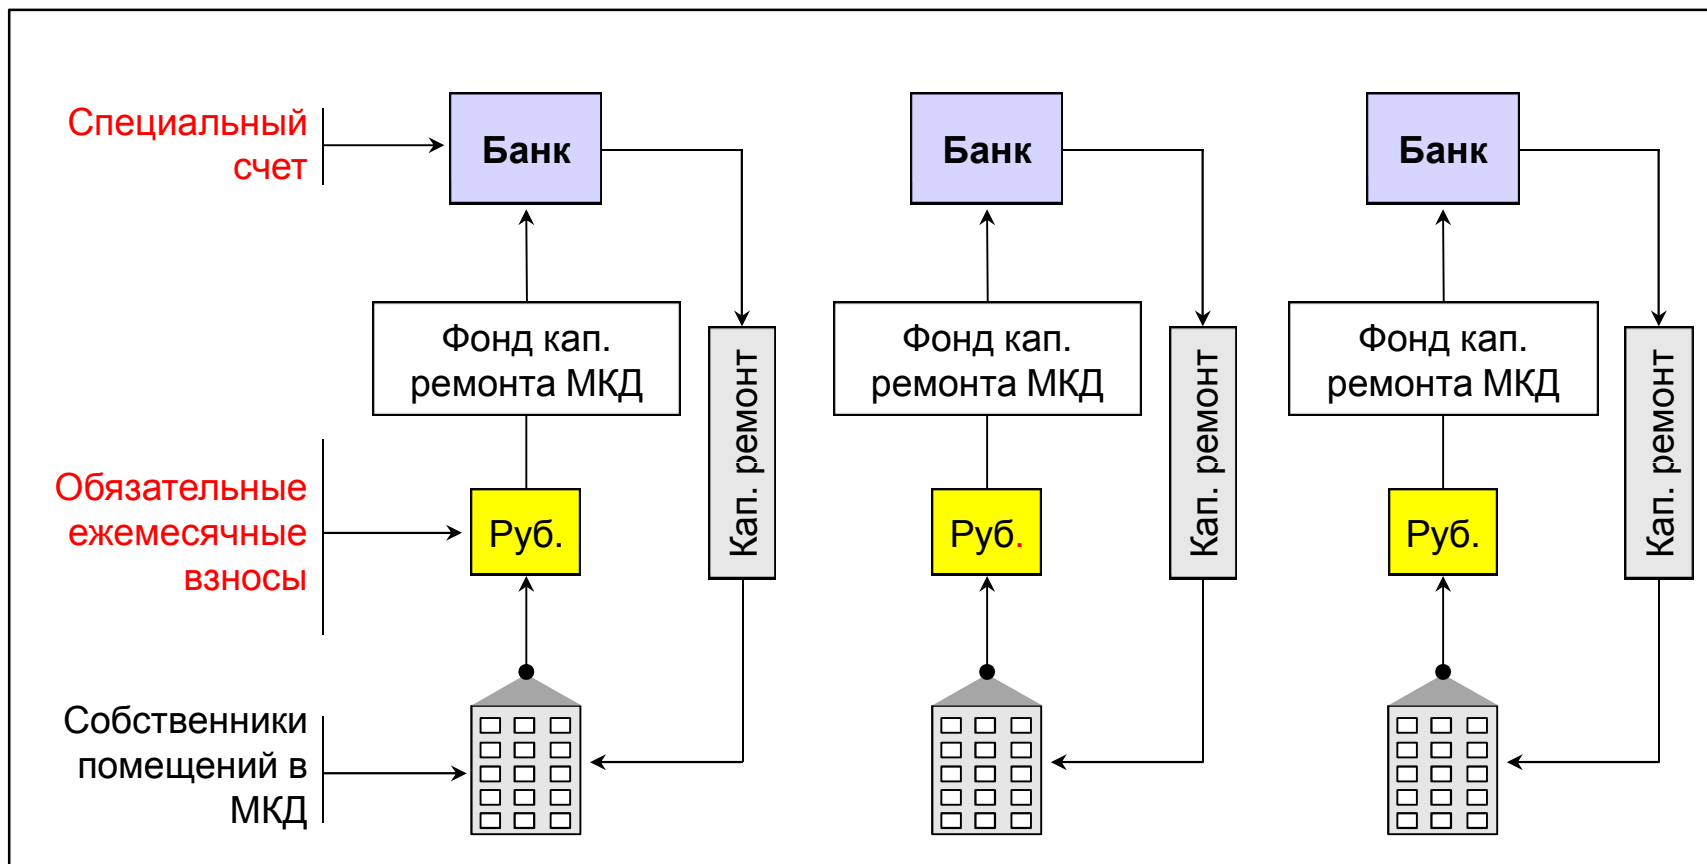 Специальный
счет
Банк
Банк
Банк
Фонд кап.
ремонта МКД
Фонд кап.
ремонта МКД
Фонд кап.
ремонта МКД
Кап. ремонт
Кап. ремонт
Кап. ремонт
Обязательные
ежемесячные
взносы
Руб.
Руб.
Руб.
Собственники
помещений в
МКД